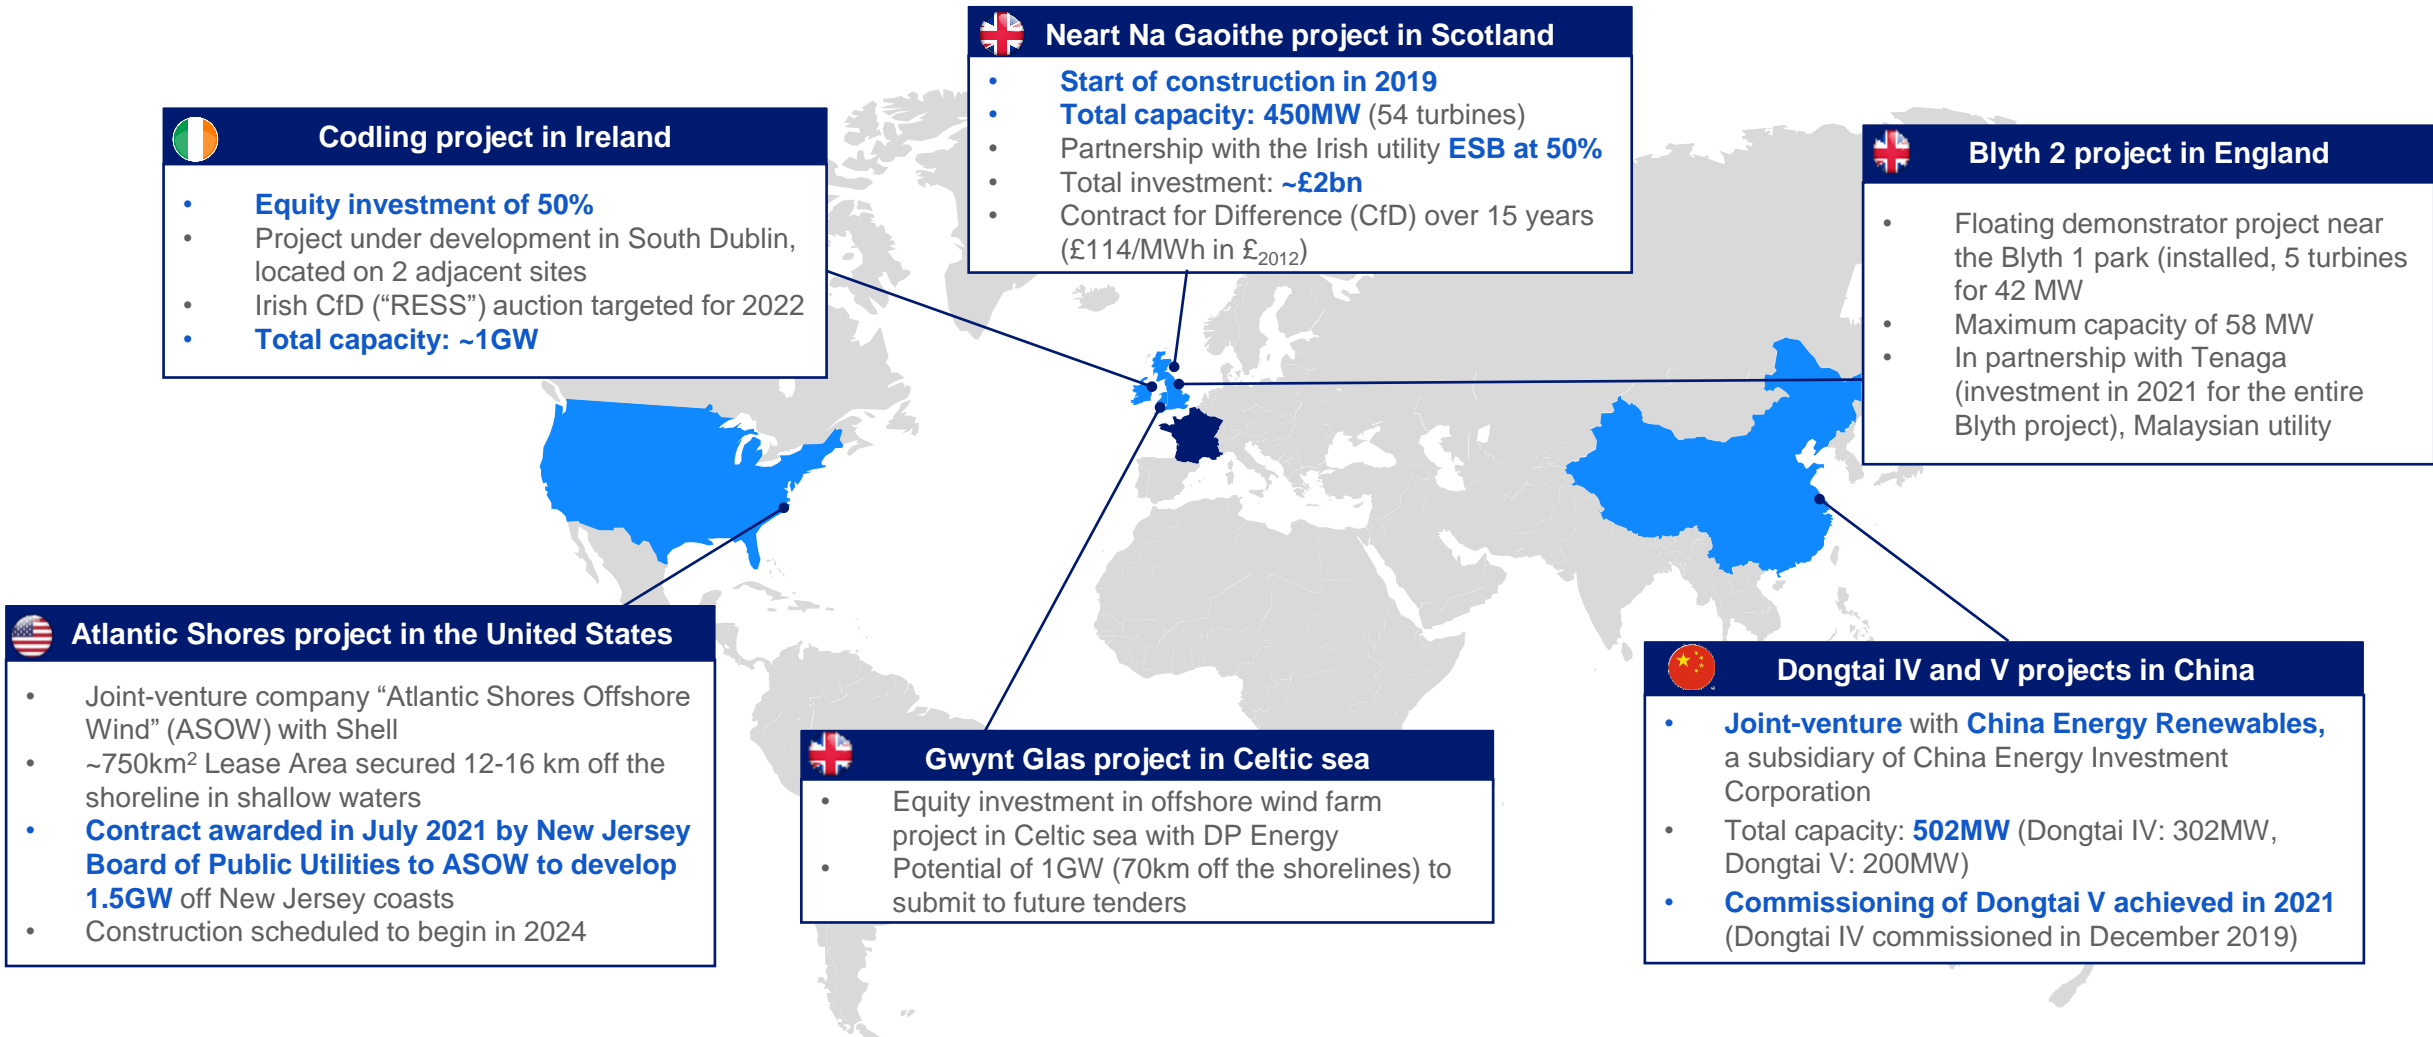 Neart Na Gaoithe project in Scotland
• Start of construction in 2019
• Total capacity: 450MW (54 turbines)
• Partnership with the Irish utility ESB at 50%
• Total investment: ~£2bn
• Contract for Difference (CfD) over 15 years
(£114/MWh in £2012)
Codling project in Ireland
• Equity investment of 50%
• Project under development in South Dublin,
located on 2 adjacent sites
• Irish CfD (“RESS”) auction targeted for 2022
• Total capacity: ~1GW
Blyth 2 project in England
• Floating demonstrator project near
the Blyth 1 park (installed, 5 turbines
for 42 MW
• Maximum capacity of 58 MW
• In partnership with Tenaga
(investment in 2021 for the entire
Blyth project), Malaysian utility
Atlantic Shores project in the United States
• Joint-venture company “Atlantic Shores Offshore
Wind” (ASOW) with Shell
• ~750km² Lease Area secured 12-16 km off the
shoreline in shallow waters
• Contract awarded in July 2021 by New Jersey
Board of Public Utilities to ASOW to develop
1.5GW off New Jersey coasts
• Construction scheduled to begin in 2024
Gwynt Glas project in Celtic sea
• Equity investment in offshore wind farm
project in Celtic sea with DP Energy
• Potential of 1GW (70km off the shorelines) to
submit to future tenders
Dongtai IV and V projects in China
• Joint-venture with China Energy Renewables,
a subsidiary of China Energy Investment
Corporation
• Total capacity: 502MW (Dongtai IV: 302MW,
Dongtai V: 200MW)
• Commissioning of Dongtai V achieved in 2021
(Dongtai IV commissioned in December 2019)